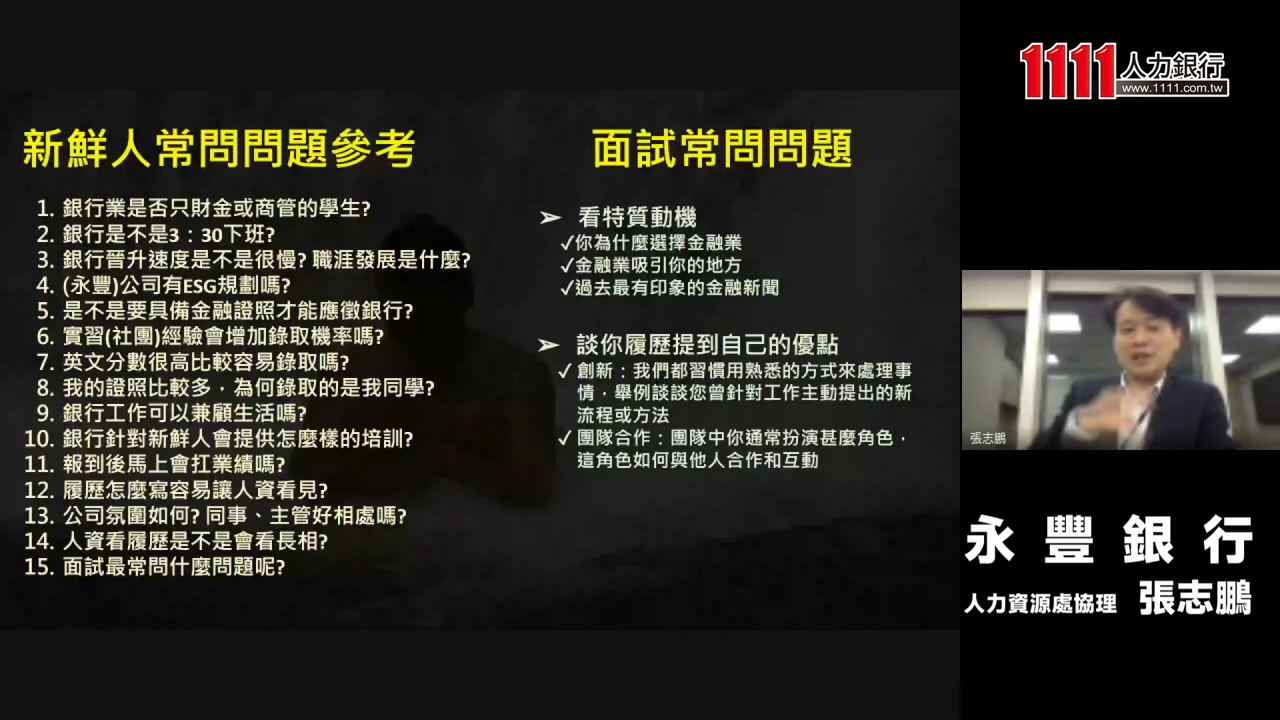 新鮮人常問問題參考
1. 銀行業是否只財金或商管的學生?
2. 銀行是不是3：30下班?
3. 銀行晉升速度是不是很慢? 職涯發展是什麼?
4. (永豐)公司有ESG規劃嗎?
5. 是不是要具備金融證照才能應徵銀行?
6. 實習(社團)經驗會增加錄取機率嗎?
7. 英文分數很高比較容易錄取嗎?
8. 我的證照比較多，為何錄取的是我同學?
9. 銀行工作可以兼顧生活嗎?
10. 銀行針對新鮮人會提供怎麼樣的培訓?
11. 報到後馬上會扛業績嗎?
12. 履歷怎麼寫容易讓人資看見?
13. 公司氛圍如何? 同事、主管好相處嗎?
14. 人資看履歷是不是會看長相?
15. 面試最常問什麼問題呢?
面試常問問題
➢ 看特質動機
✓你為什麼選擇金融業
✓金融業吸引你的地方
✓過去最有印象的金融新聞
➢ 談你履歷提到自己的優點
✓ 創新：我們都習慣用熟悉的方式來處理事
情，舉例談談您曾針對工作主動提出的新
流程或方法
✓ 團隊合作：團隊中你通常扮演甚麼角色，
這角色如何與他人合作和互動
1111人力銀行
www.1111.com.tw
張志鵬
永豐銀行
人力資源處協理 張志鵬